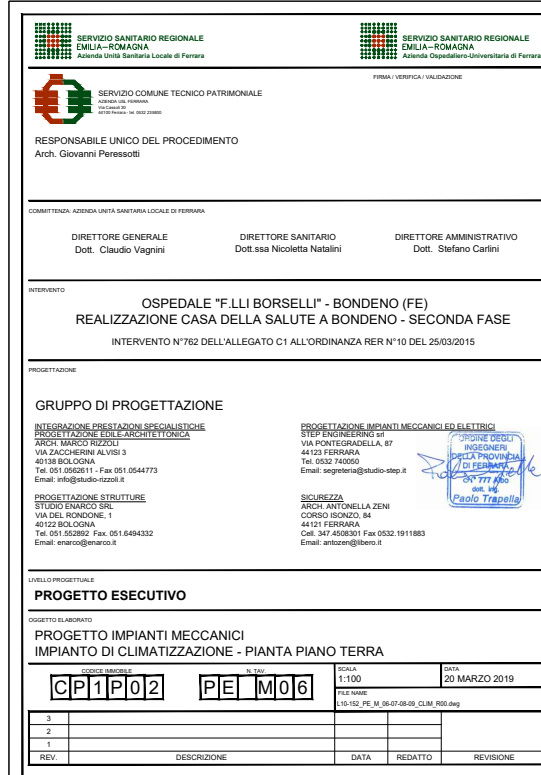 SERVIZIO SANITARIO REGIONALE
EMILIA-ROMAGNA
Azienda Unità Sanitaria Locale di Ferrara
SERVIZIO SANITARIO REGIONALE
EMILIA-ROMAGNA
Azienda Ospedaliero-Universitaria di Ferrara
FIRMA / VERIFICA / VALIDAZIONE
SERVIZIO COMUNE TECNICO PATRIMONIALE
AZIENDA USL FERRARA
Via Cassoli 30
44100 Ferrara - tel. 0532 235800
RESPONSABILE UNICO DEL PROCEDIMENTO
Arch. Giovanni Peressotti
COMMITTENZA: AZIENDA UNITÀ SANITARIA LOCALE DI FERRARA
DIRETTORE GENERALE
Dott. Claudio Vagnini
DIRETTORE SANITARIO
Dott.ssa Nicoletta Natalini
DIRETTORE AMMINISTRATIVO
Dott. Stefano Carlini
INTERVENTO
OSPEDALE "F.LLI BORSELLI" - BONDENO (FE)
REALIZZAZIONE CASA DELLA SALUTE A BONDENO - SECONDA FASE
INTERVENTO N°762 DELL'ALLEGATO C1 ALL'ORDINANZA RER N°10 DEL 25/03/2015
PROGETTAZIONE
GRUPPO DI PROGETTAZIONE
INTEGRAZIONE PRESTAZIONI SPECIALISTICHE
PROGETTAZIONE EDILE-ARCHITETTONICA
ARCH. MARCO RIZZOLI
VIA ZACCHERINI ALVISI 3
40138 BOLOGNA
Tel. 051.0562611 - Fax 051.0544773
Email: info@studio-rizzoli.it
PROGETTAZIONE IMPIANTI MECCANICI ED ELETTRICI
STEP ENGINEERING srl
VIA PONTEGRADELLA, 87
44123 FERRARA
Tel. 0532 740050
Email: segreteria@studio-step.it
ORDINE DEGLI
INGEGNERI
DELLA PROVINCIA
DI FERRARA
n° 777 Albo
dott. ing.
Paolo Trapella
PROGETTAZIONE STRUTTURE
STUDIO ENARCO SRL
VIA DEL RONDONE, 1
40122 BOLOGNA
Tel. 051.552892 Fax. 051.6494332
Email: enarco@enarco.it
SICUREZZA
ARCH. ANTONELLA ZENI
CORSO ISONZO, 84
44121 FERRARA
Cell. 347.4508301 Fax 0532.1911883
Email: antozen@libero.it
LIVELLO PROGETTUALE
PROGETTO ESECUTIVO
OGGETTO ELABORATO
PROGETTO IMPIANTI MECCANICI
IMPIANTO DI CLIMATIZZAZIONE - PIANTA PIANO TERRA
CODICE IMMOBILE
CP1P02
N. TAV.
PE M06
SCALA
1:100
DATA
20 MARZO 2019
FILE NAME
L10-152_PE_M_06-07-08-09_CLIM_R00.dwg
3
2
1
REV. DESCRIZIONE DATA REDATTO REVISIONE